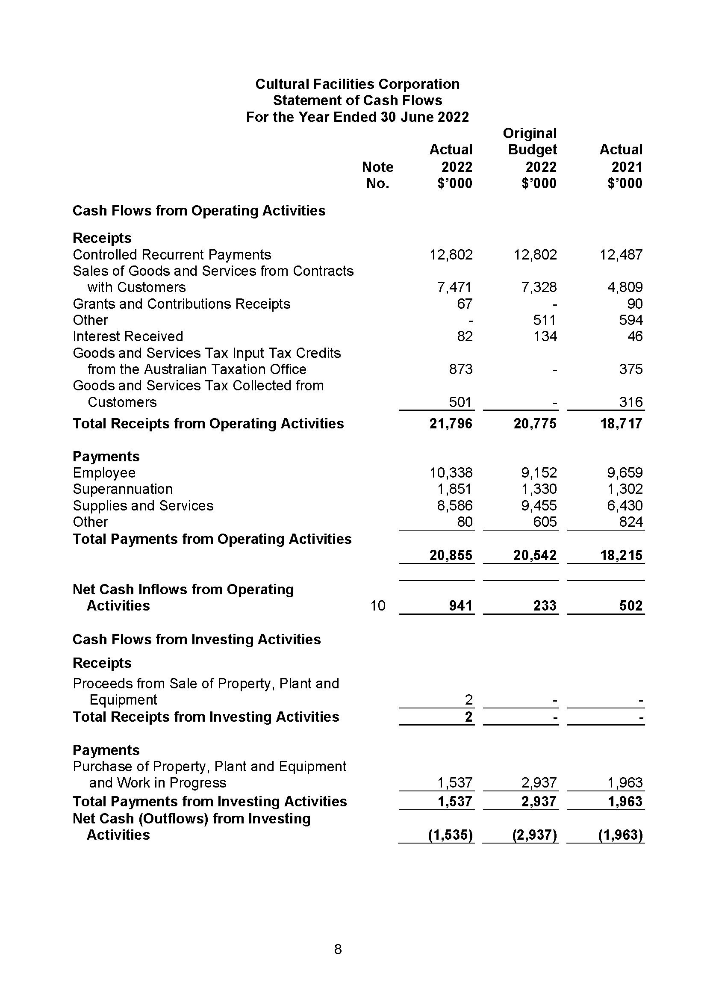 Cultural Facilities Corporation
Statement of Cash Flows
For the Year Ended 30 June 2022
Original
Actual Budget Actual
Note 2022 2022 2021
No. $’000 $’000 $’000
Cash Flows from Operating Activities
Receipts
Controlled Recurrent Payments 12,802 12,802 12,487
Sales of Goods and Services from Contracts
with Customers 7,471 7,328 4,809
Grants and Contributions Receipts 67 - 90
Other - 511 594
Interest Received 82 134 46
Goods and Services Tax Input Tax Credits
from the Australian Taxation Office 873 - 375
Goods and Services Tax Collected from
Customers 501 - 316
Total Receipts from Operating Activities 21,796 20,775 18,717
Payments
Employee 10,338 9,152 9,659
Superannuation 1,851 1,330 1,302
Supplies and Services 8,586 9,455 6,430
Other 80 605 824
Total Payments from Operating Activities
20,855 20,542 18,215
Net Cash Inflows from Operating
Activities 10 941 233 502
Cash Flows from Investing Activities
Receipts
Proceeds from Sale of Property, Plant and
Equipment 2 - -
Total Receipts from Investing Activities 2 - -
Payments
Purchase of Property, Plant and Equipment
and Work in Progress 1,537 2,937 1,963
Total Payments from Investing Activities 1,537 2,937 1,963
Net Cash (Outflows) from Investing
Activities (1,535) (2,937) (1,963)
8